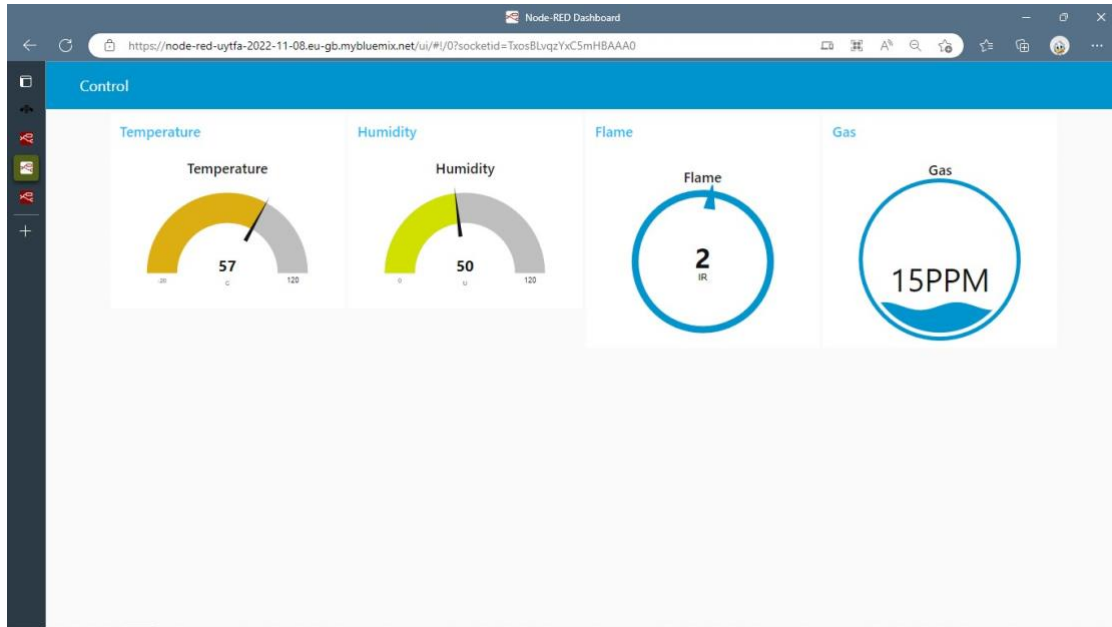 Node-RED Dashboard
https://node-red-uytfa-2022-11-08.eu-gb.mybluemix.net/ui/#!/0?socketid=TxosBLvqzYxC5mHBAAA0
Control
Temperature
Humidity
Flame
Gas
Temperature
Humidity
Flame
Gas
57
C
120
50
0
U
120
2
IR
15PPM